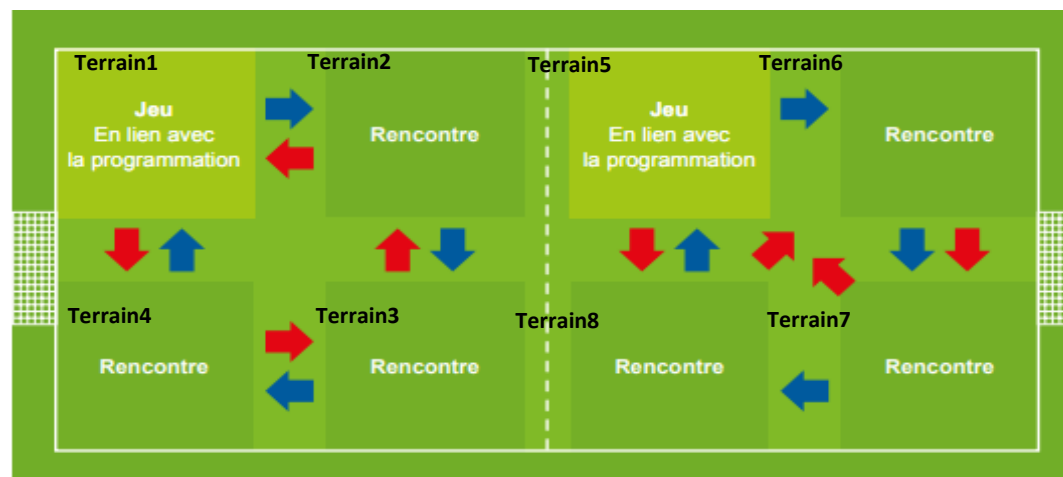 Terrain1
Terrain2
Terrain5
Terrain6
Jeu
En lien avec
la programmation
Rencontre
Jeu
En lien avec
la programmation
Rencontre
Terrain4
Terrain3
Terrain8
Terrain7
Rencontre
Rencontre
Rencontre
Rencontre